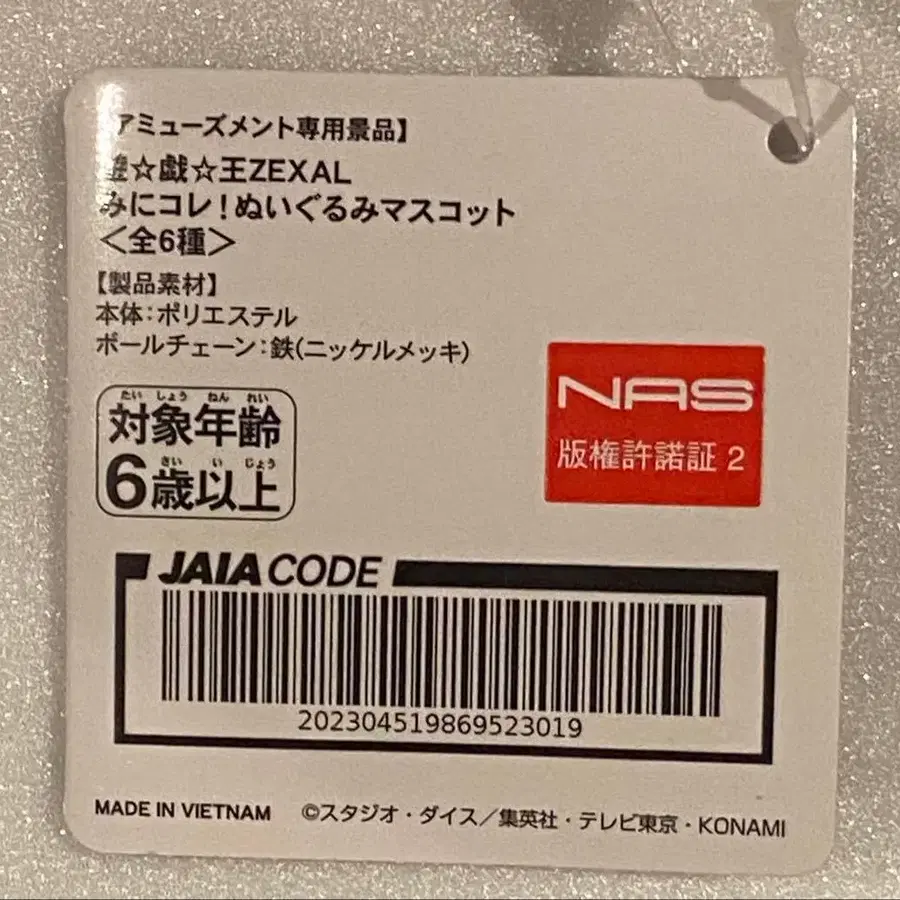 【アミューズメント専用景品】
遊☆戯☆王ZEXAL
みにコレ!ぬいぐるみマスコット
＜全6種＞
【製品素材】
本体:ポリエステル
ボールチェーン:鉄(ニッケルメッキ)
たい しょう ねん れい
対象年齢
さい い じょう
6歳以上
NAS
版権許諾証 2
JAIA CODE
202304519869523019
MADE IN VIETNAM ©スタジオ・ダイス／集英社・テレビ東京・KONAMI